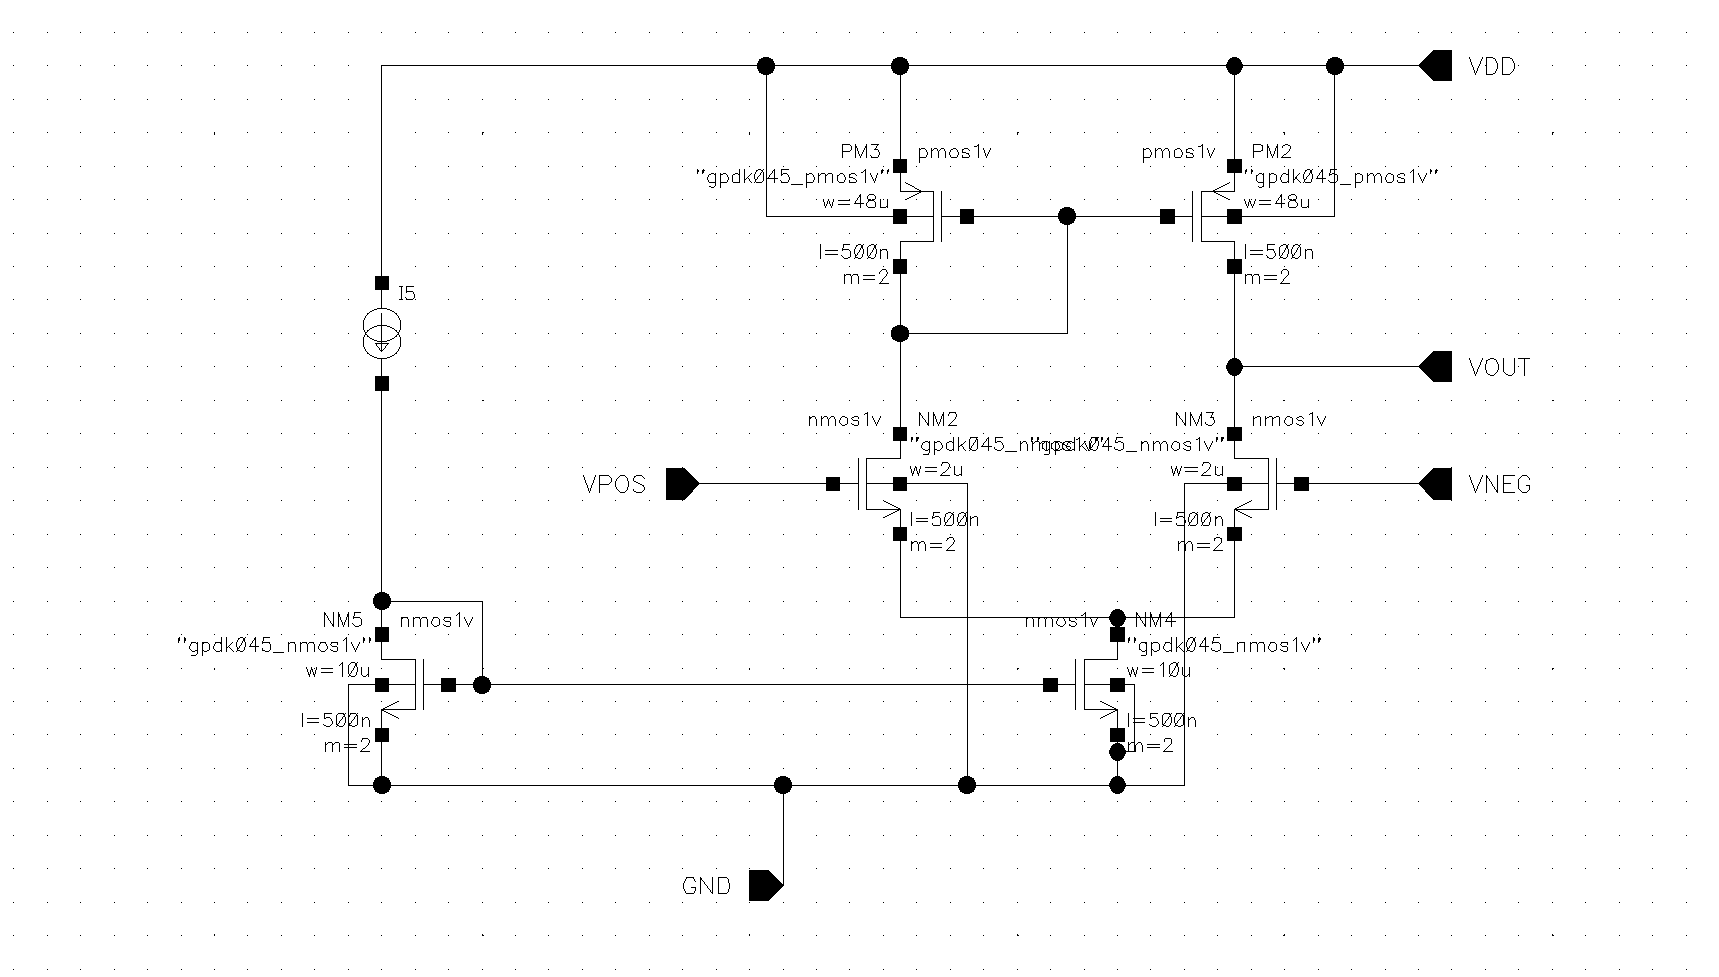 VDD
PM3 pmos1v
pmos1v PM2
"gpdk045_pmos1v"
"gpdk045_pmos1v"
w=48u
w=48u
l=500n
l=500n
m=2
m=2
I5
VOUT
nmos1v NM2
NM3 nmos1v
"gpdk045_nmos1v"
"gpdk045_nmos1v"
w=2u
w=2u
VPOS
VNEG
l=500n
l=500n
m=2
m=2
NM5 nmos1v
nmos1v NM4
"gpdk045_nmos1v"
"gpdk045_nmos1v"
w=10u
w=10u
l=500n
l=500n
m=2
m=2
GND